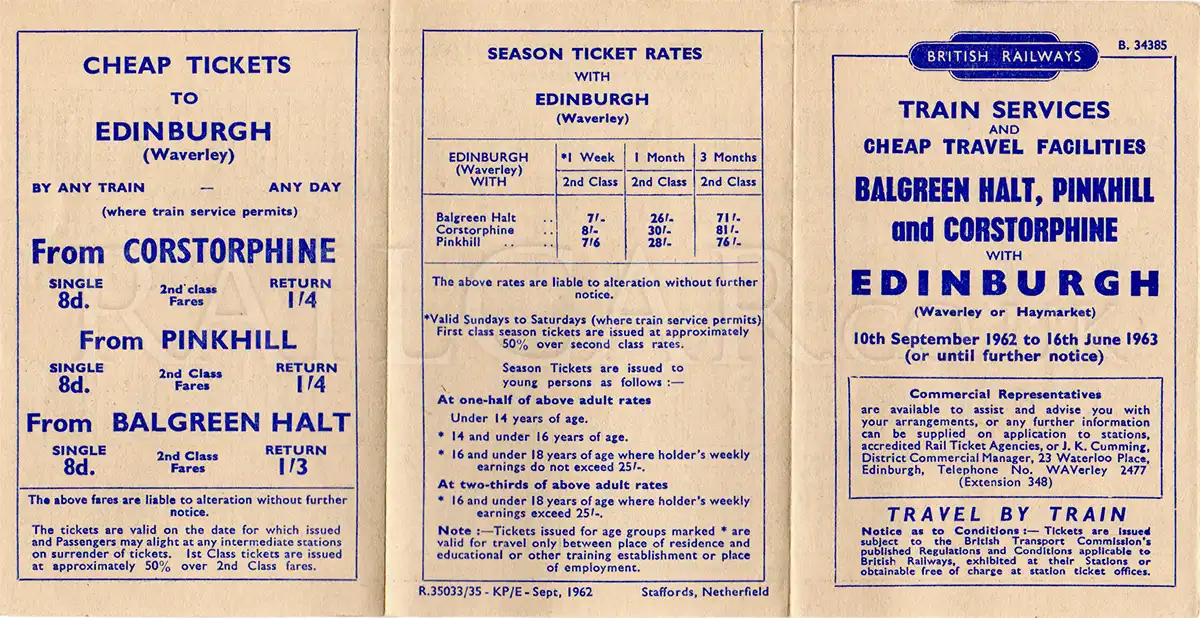 CHEAP TICKETS
TO
EDINBURGH
(Waverley)
BY ANY TRAIN — ANY DAY
(where train service permits)
From CORSTORPHINE
SINGLE 2nd class RETURN
8d. Fares 1/4
From PINKHILL
SINGLE 2nd Class RETURN
8d. Fares 1/4
From BALGREEN HALT
SINGLE 2nd Class RETURN
8d. Fares 1/3
The above fares are liable to alteration without further
notice.
The tickets are valid on the date for which issued
and Passengers may alight at any intermediate stations
on surrender of tickets. 1st Class tickets are issued
at approximately 50% over 2nd Class fares.
SEASON TICKET RATES
WITH
EDINBURGH
(Waverley)
EDINBURGH *1 Week 1 Month 3 Months
(Waverley)
WITH 2nd Class 2nd Class 2nd Class
Balgreen Halt .. 7/- 26/- 71/-
Corstorphine .. 8/- 30/- 81/-
Pinkhill .. .. 7/6 28/- 76/-
The above rates are liable to alteration without further
notice.
*Valid Sundays to Saturdays (where train service permits)
First class season tickets are issued at approximately
50% over second class rates.
Season Tickets are issued to
young persons as follows :—
At one-half of above adult rates
Under 14 years of age.
* 14 and under 16 years of age.
* 16 and under 18 years of age where holder's weekly
earnings do not exceed 25/-.
At two-thirds of above adult rates
* 16 and under 18 years of age where holder's weekly
earnings exceed 25/-.
Note :—Tickets issued for age groups marked * are
valid for travel only between place of residence and
educational or other training establishment or place
of employment.
R.35033/35 - KP/E - Sept, 1962 Staffords, Netherfield
B. 34385
BRITISH RAILWAYS
TRAIN SERVICES
AND
CHEAP TRAVEL FACILITIES
BALGREEN HALT, PINKHILL
and CORSTORPHINE
WITH
EDINBURGH
(Waverley or Haymarket)
10th September 1962 to 16th June 1963
(or until further notice)
Commercial Representatives
are available to assist and advise you with
your arrangements, or any further information
can be supplied on application to stations,
accredited Rail Ticket Agencies, or J. K. Cumming,
District Commercial Manager, 23 Waterloo Place,
Edinburgh, Telephone No. WAVerley 2477
(Extension 348)
TRAVEL BY TRAIN
Notice as to Conditions :— Tickets are issued
subject to the British Transport Commission's
published Regulations and Conditions applicable to
British Railways, exhibited at their Stations or
obtainable free of charge at station ticket offices.